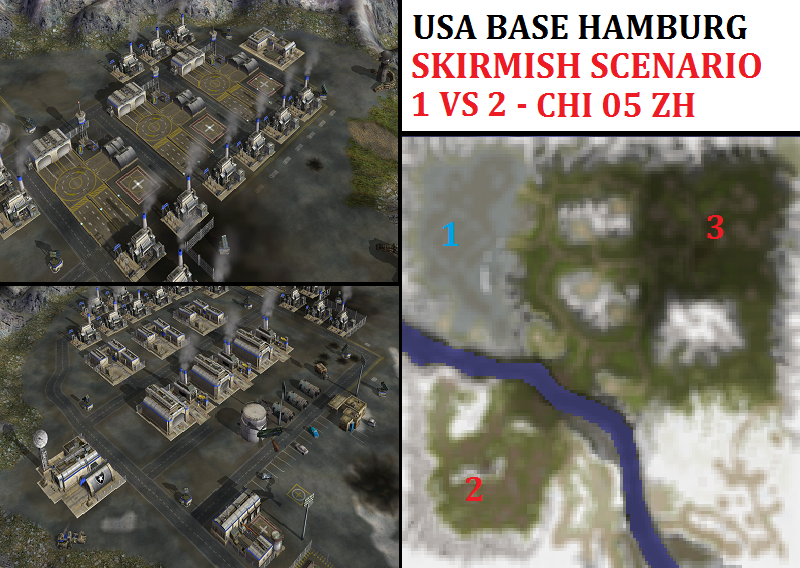 USA BASE HAMBURG
SKIRMISH SCENARIO
1 VS 2 - CHI 05 ZH
1
3
2